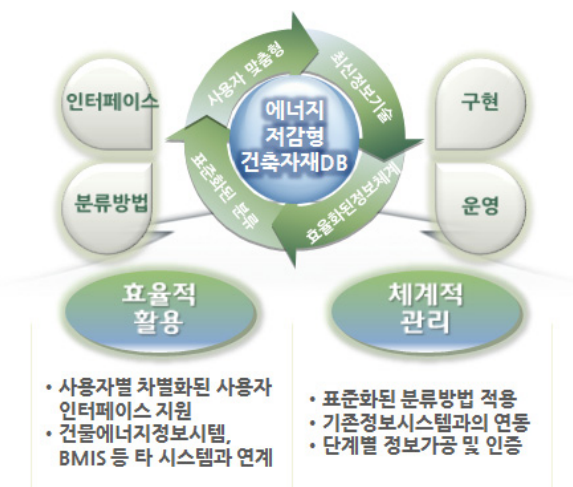 사용자 맞춤형
최신정보기술
인터페이스
에너지
저감형
건축자재DB
구현
표준화된 분류
효율화된정보체계
분류방법
운영
효율적
활용
체계적
관리
• 사용자별 차별화된 사용자
인터페이스 지원
• 건물에너지정보시템,
BMIS 등 타 시스템과 연계
• 표준화된 분류방법 적용
• 기존정보시스템과의 연동
• 단계별 정보가공 및 인증